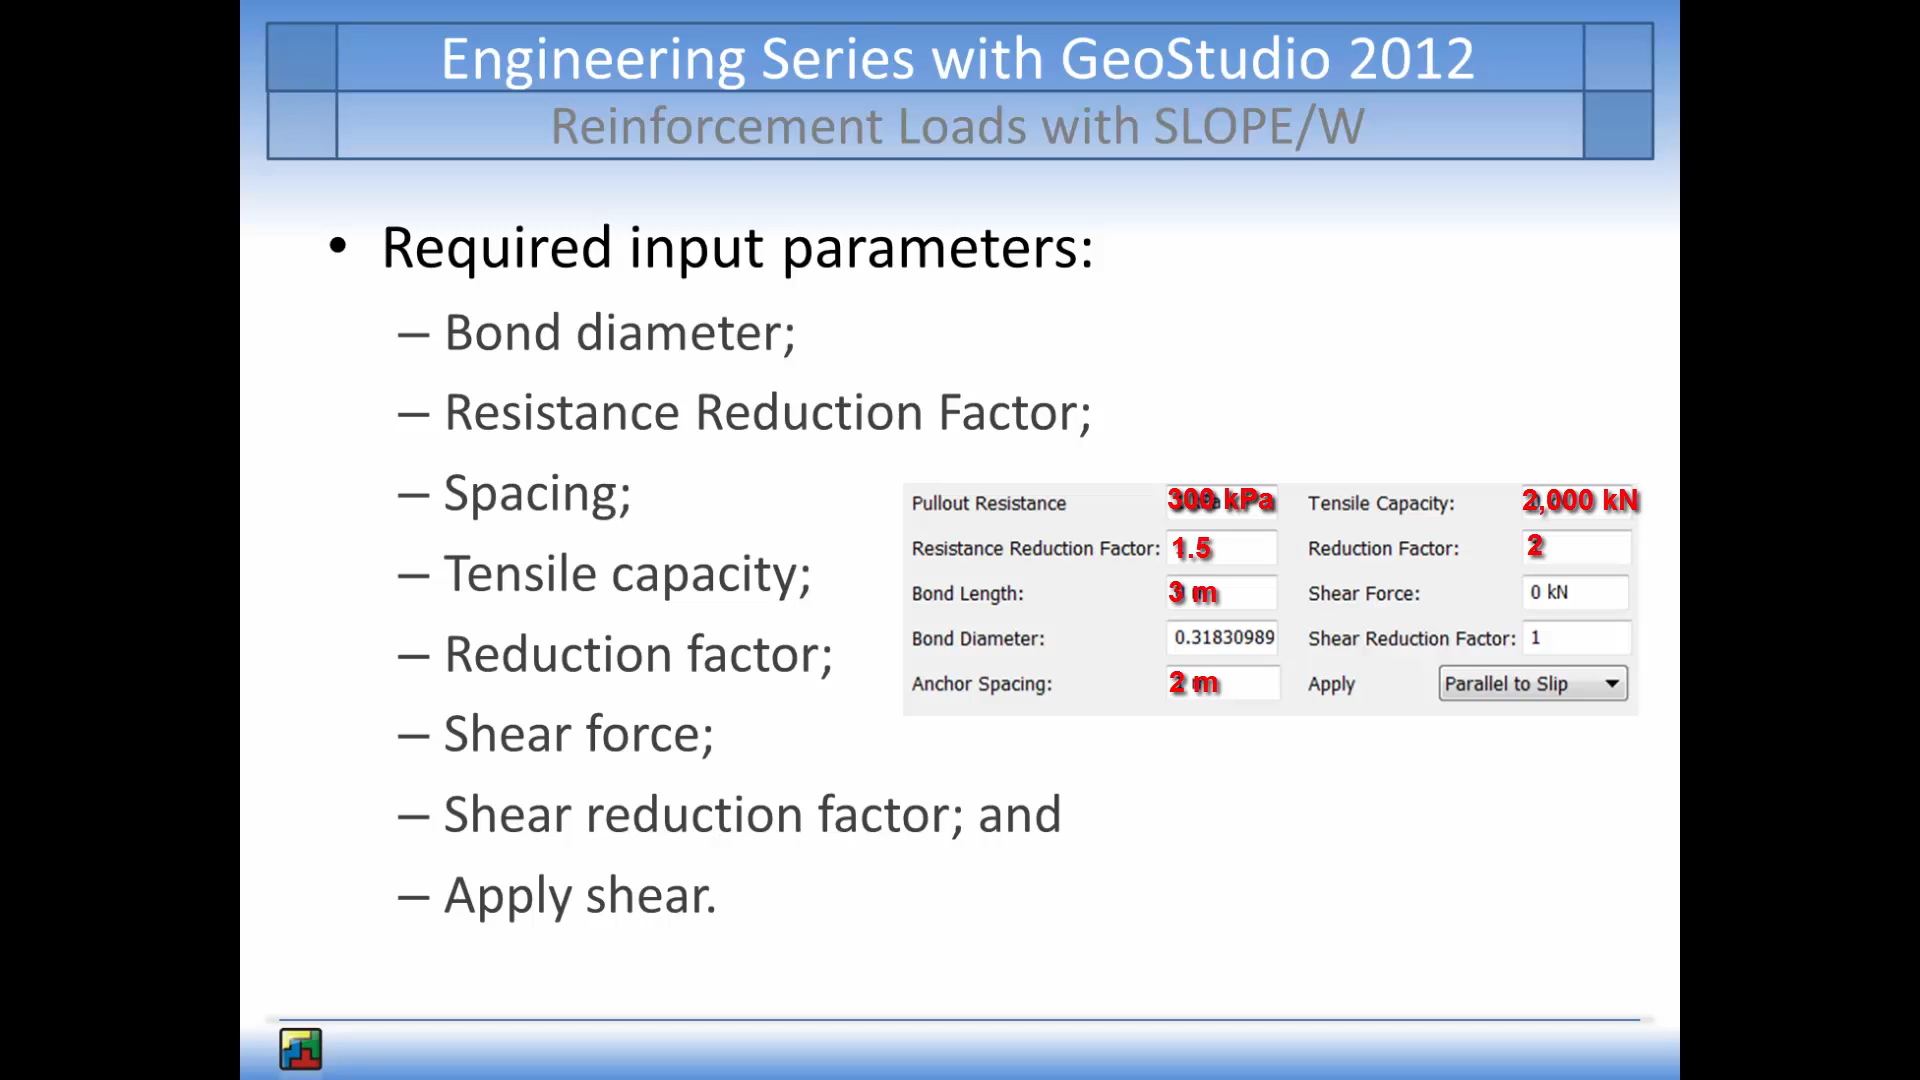 Engineering Series with GeoStudio 2012
Reinforcement Loads with SLOPE/W
• Required input parameters:
– Bond diameter;
– Resistance Reduction Factor;
– Spacing;
– Tensile capacity;
– Reduction factor;
– Shear force;
– Shear reduction factor; and
– Apply shear.
Pullout Resistance 300 kPa Tensile Capacity: 2,000 kN
Resistance Reduction Factor: 1.5 Reduction Factor: 2
Bond Length: 3 m Shear Force: 0 kN
Bond Diameter: 0.31830989 Shear Reduction Factor: 1
Anchor Spacing: 2 m Apply Parallel to Slip